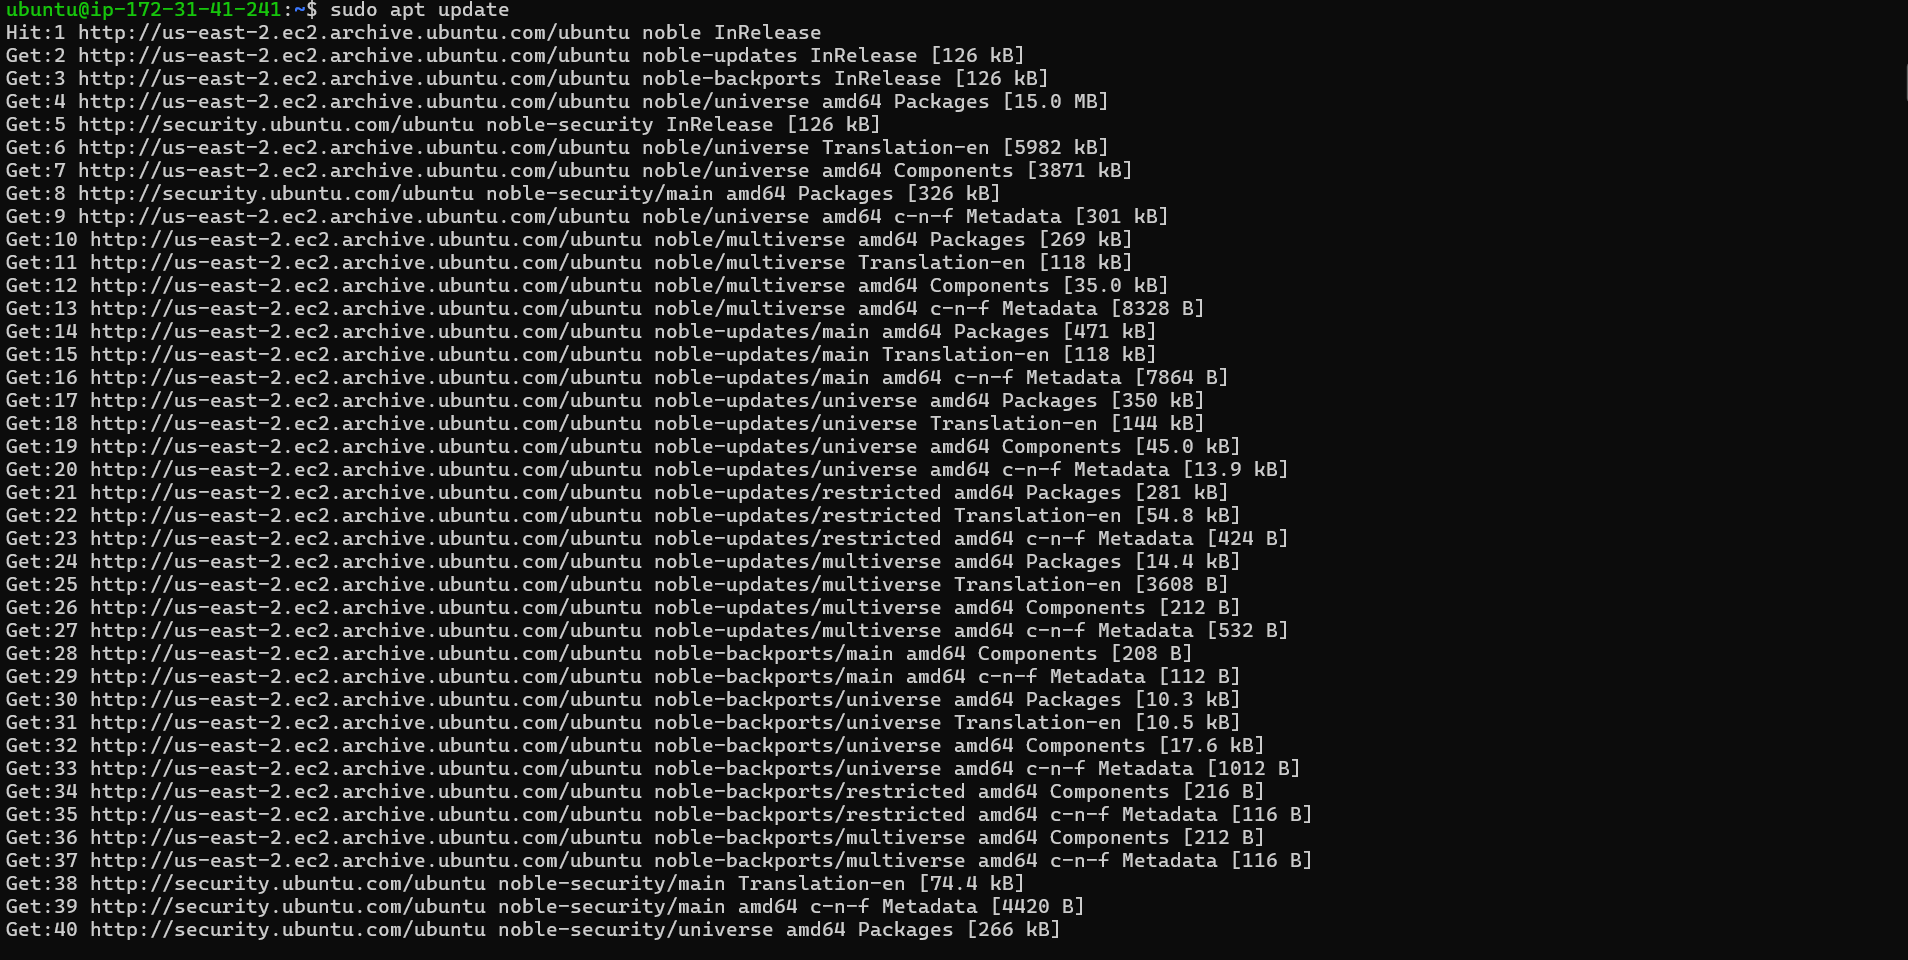 ubuntu@ip-172-31-41-241:~$ sudo apt update
Hit:1 http://us-east-2.ec2.archive.ubuntu.com/ubuntu noble InRelease
Get:2 http://us-east-2.ec2.archive.ubuntu.com/ubuntu noble-updates InRelease [126 kB]
Get:3 http://us-east-2.ec2.archive.ubuntu.com/ubuntu noble-backports InRelease [126 kB]
Get:4 http://us-east-2.ec2.archive.ubuntu.com/ubuntu noble/universe amd64 Packages [15.0 MB]
Get:5 http://security.ubuntu.com/ubuntu noble-security InRelease [126 kB]
Get:6 http://us-east-2.ec2.archive.ubuntu.com/ubuntu noble/universe Translation-en [5982 kB]
Get:7 http://us-east-2.ec2.archive.ubuntu.com/ubuntu noble/universe amd64 Components [3871 kB]
Get:8 http://security.ubuntu.com/ubuntu noble-security/main amd64 Packages [326 kB]
Get:9 http://us-east-2.ec2.archive.ubuntu.com/ubuntu noble/universe amd64 c-n-f Metadata [301 kB]
Get:10 http://us-east-2.ec2.archive.ubuntu.com/ubuntu noble/multiverse amd64 Packages [269 kB]
Get:11 http://us-east-2.ec2.archive.ubuntu.com/ubuntu noble/multiverse Translation-en [118 kB]
Get:12 http://us-east-2.ec2.archive.ubuntu.com/ubuntu noble/multiverse amd64 Components [35.0 kB]
Get:13 http://us-east-2.ec2.archive.ubuntu.com/ubuntu noble/multiverse amd64 c-n-f Metadata [8328 B]
Get:14 http://us-east-2.ec2.archive.ubuntu.com/ubuntu noble-updates/main amd64 Packages [471 kB]
Get:15 http://us-east-2.ec2.archive.ubuntu.com/ubuntu noble-updates/main Translation-en [118 kB]
Get:16 http://us-east-2.ec2.archive.ubuntu.com/ubuntu noble-updates/main amd64 c-n-f Metadata [7864 B]
Get:17 http://us-east-2.ec2.archive.ubuntu.com/ubuntu noble-updates/universe amd64 Packages [350 kB]
Get:18 http://us-east-2.ec2.archive.ubuntu.com/ubuntu noble-updates/universe Translation-en [144 kB]
Get:19 http://us-east-2.ec2.archive.ubuntu.com/ubuntu noble-updates/universe amd64 Components [45.0 kB]
Get:20 http://us-east-2.ec2.archive.ubuntu.com/ubuntu noble-updates/universe amd64 c-n-f Metadata [13.9 kB]
Get:21 http://us-east-2.ec2.archive.ubuntu.com/ubuntu noble-updates/restricted amd64 Packages [281 kB]
Get:22 http://us-east-2.ec2.archive.ubuntu.com/ubuntu noble-updates/restricted Translation-en [54.8 kB]
Get:23 http://us-east-2.ec2.archive.ubuntu.com/ubuntu noble-updates/restricted amd64 c-n-f Metadata [424 B]
Get:24 http://us-east-2.ec2.archive.ubuntu.com/ubuntu noble-updates/multiverse amd64 Packages [14.4 kB]
Get:25 http://us-east-2.ec2.archive.ubuntu.com/ubuntu noble-updates/multiverse Translation-en [3608 B]
Get:26 http://us-east-2.ec2.archive.ubuntu.com/ubuntu noble-updates/multiverse amd64 Components [212 B]
Get:27 http://us-east-2.ec2.archive.ubuntu.com/ubuntu noble-updates/multiverse amd64 c-n-f Metadata [532 B]
Get:28 http://us-east-2.ec2.archive.ubuntu.com/ubuntu noble-backports/main amd64 Components [208 B]
Get:29 http://us-east-2.ec2.archive.ubuntu.com/ubuntu noble-backports/main amd64 c-n-f Metadata [112 B]
Get:30 http://us-east-2.ec2.archive.ubuntu.com/ubuntu noble-backports/universe amd64 Packages [10.3 kB]
Get:31 http://us-east-2.ec2.archive.ubuntu.com/ubuntu noble-backports/universe Translation-en [10.5 kB]
Get:32 http://us-east-2.ec2.archive.ubuntu.com/ubuntu noble-backports/universe amd64 Components [17.6 kB]
Get:33 http://us-east-2.ec2.archive.ubuntu.com/ubuntu noble-backports/universe amd64 c-n-f Metadata [1012 B]
Get:34 http://us-east-2.ec2.archive.ubuntu.com/ubuntu noble-backports/restricted amd64 Components [216 B]
Get:35 http://us-east-2.ec2.archive.ubuntu.com/ubuntu noble-backports/restricted amd64 c-n-f Metadata [116 B]
Get:36 http://us-east-2.ec2.archive.ubuntu.com/ubuntu noble-backports/multiverse amd64 Components [212 B]
Get:37 http://us-east-2.ec2.archive.ubuntu.com/ubuntu noble-backports/multiverse amd64 c-n-f Metadata [116 B]
Get:38 http://security.ubuntu.com/ubuntu noble-security/main Translation-en [74.4 kB]
Get:39 http://security.ubuntu.com/ubuntu noble-security/main amd64 c-n-f Metadata [4420 B]
Get:40 http://security.ubuntu.com/ubuntu noble-security/universe amd64 Packages [266 kB]